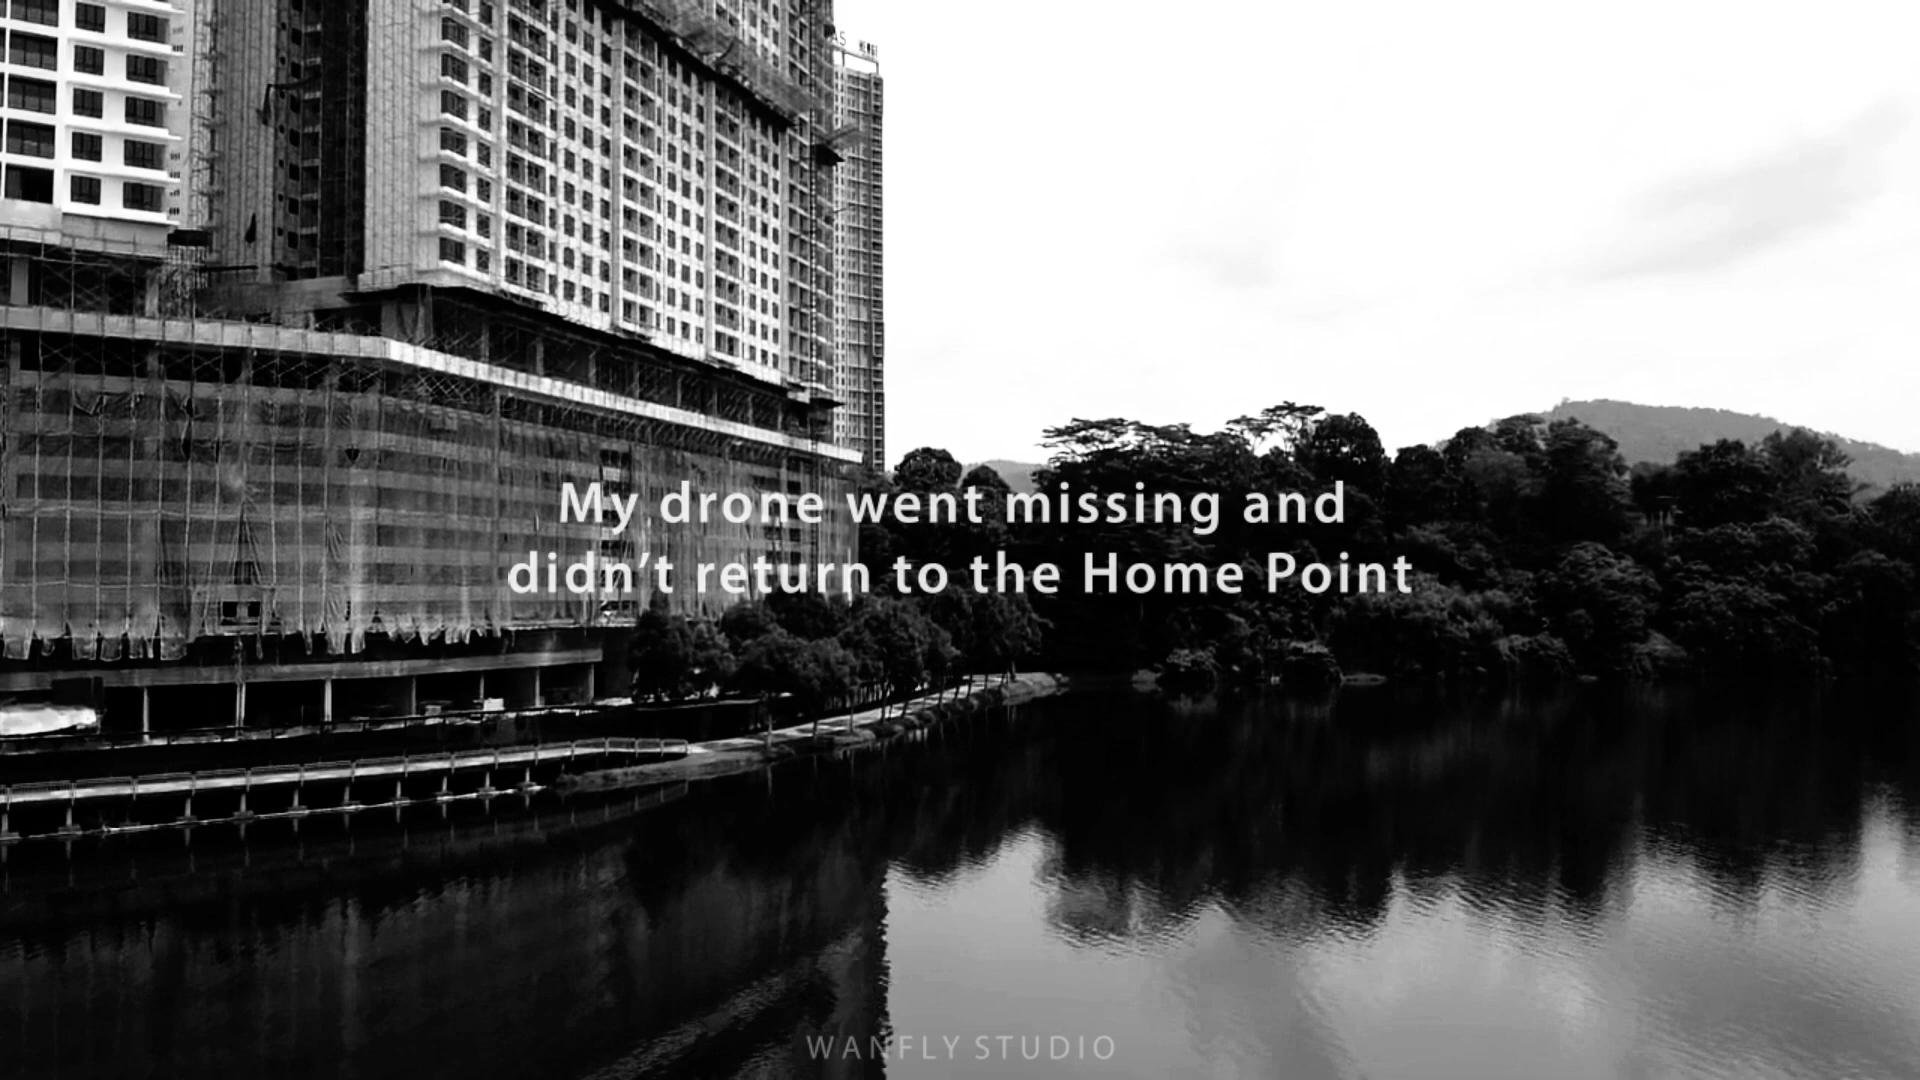 My drone went missing and
didn’t return to the Home Point
WANFLY STUDIO